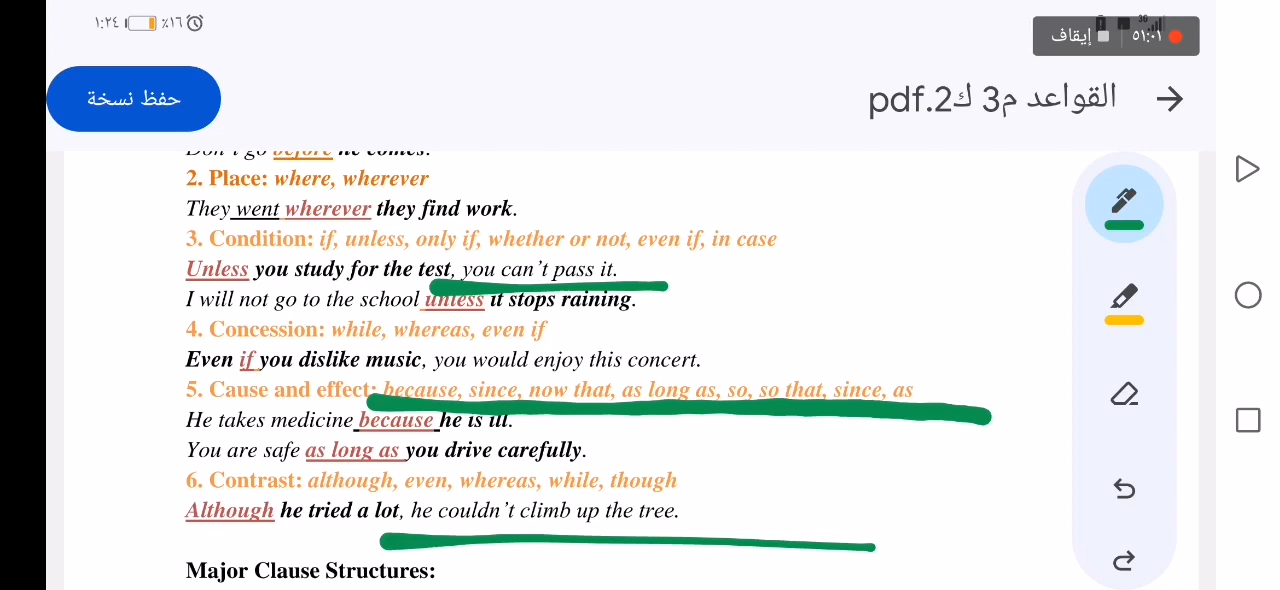 ١:٢٤ ٪١٦
3G
٥١:٠١ إيقاف
القواعد م3 ك2.pdf
حفظ نسخة
Don't go before he comes.
2. Place: where, wherever
They went wherever they find work.
3. Condition: if, unless, only if, whether or not, even if, in case
Unless you study for the test, you can't pass it.
I will not go to the school unless it stops raining.
4. Concession: while, whereas, even if
Even if you dislike music, you would enjoy this concert.
5. Cause and effect: because, since, now that, as long as, so, so that, since, as
He takes medicine because he is ill.
You are safe as long as you drive carefully.
6. Contrast: although, even, whereas, while, though
Although he tried a lot, he couldn't climb up the tree.
Major Clause Structures: